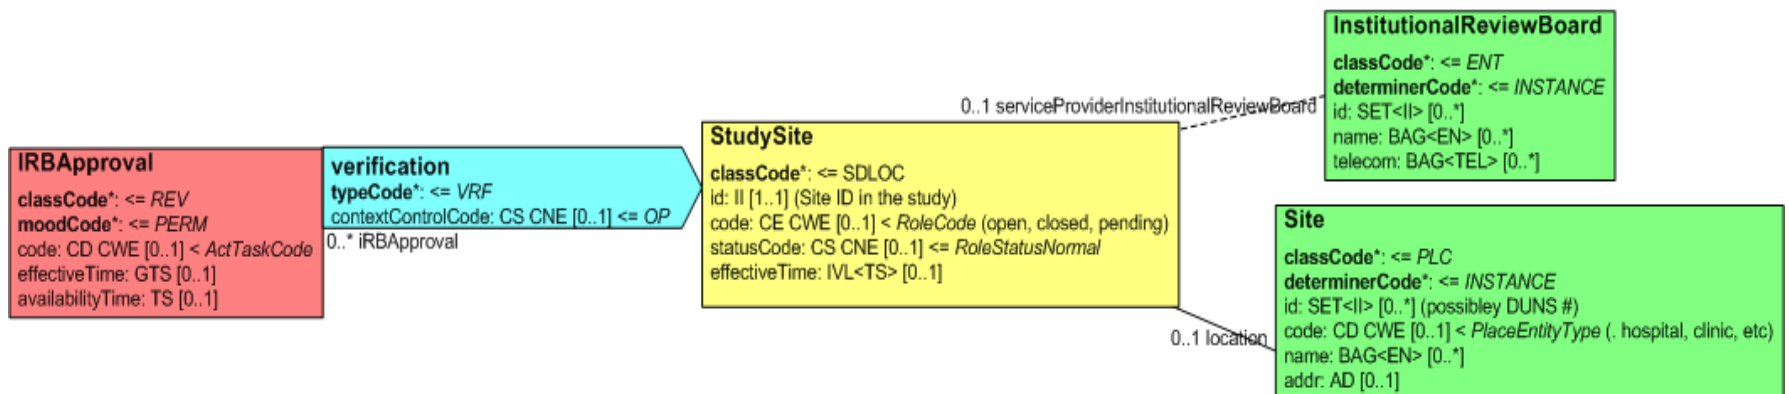 InstitutionalReviewBoard
classCode*: <= ENT
determinerCode*: <= INSTANCE
id: SET<II> [0..*]
name: BAG<EN> [0..*]
telecom: BAG<TEL> [0..*]
0..1 serviceProviderInstitutionalReviewBoard
IRBApproval
classCode*: <= REV
moodCode*: <= PERM
code: CD CWE [0..1] < ActTaskCode
effectiveTime: GTS [0..1]
availabilityTime: TS [0..1]
verification
typeCode*: <= VRF
contextControlCode: CS CNE [0..1] <= OP
0..* iRBApproval
StudySite
classCode*: <= SDLOC
id: II [1..1] (Site ID in the study)
code: CE CWE [0..1] < RoleCode (open, closed, pending)
statusCode: CS CNE [0..1] <= RoleStatusNormal
effectiveTime: IVL<TS> [0..1]
0..1 location
Site
classCode*: <= PLC
determinerCode*: <= INSTANCE
id: SET<II> [0..*] (possibley DUNS #)
code: CD CWE [0..1] < PlaceEntityType (. hospital, clinic, etc)
name: BAG<EN> [0..*]
addr: AD [0..1]